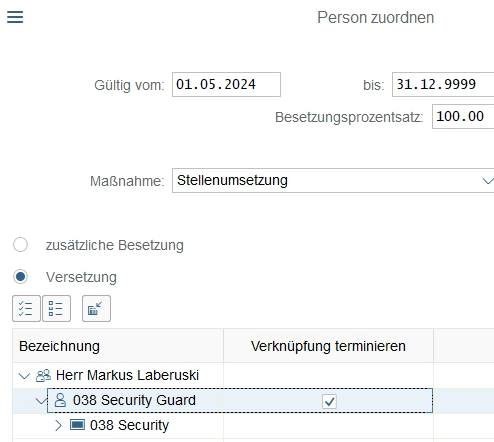 Person zuordnen
Gültig vom: 01.05.2024 bis: 31.12.9999
Besetzungsprozentsatz: 100.00
Maßnahme: Stellenumsetzung
zusätzliche Besetzung
Versetzung
Bezeichnung Verknüpfung terminieren
Herr Markus Laberuski
038 Security Guard
038 Security